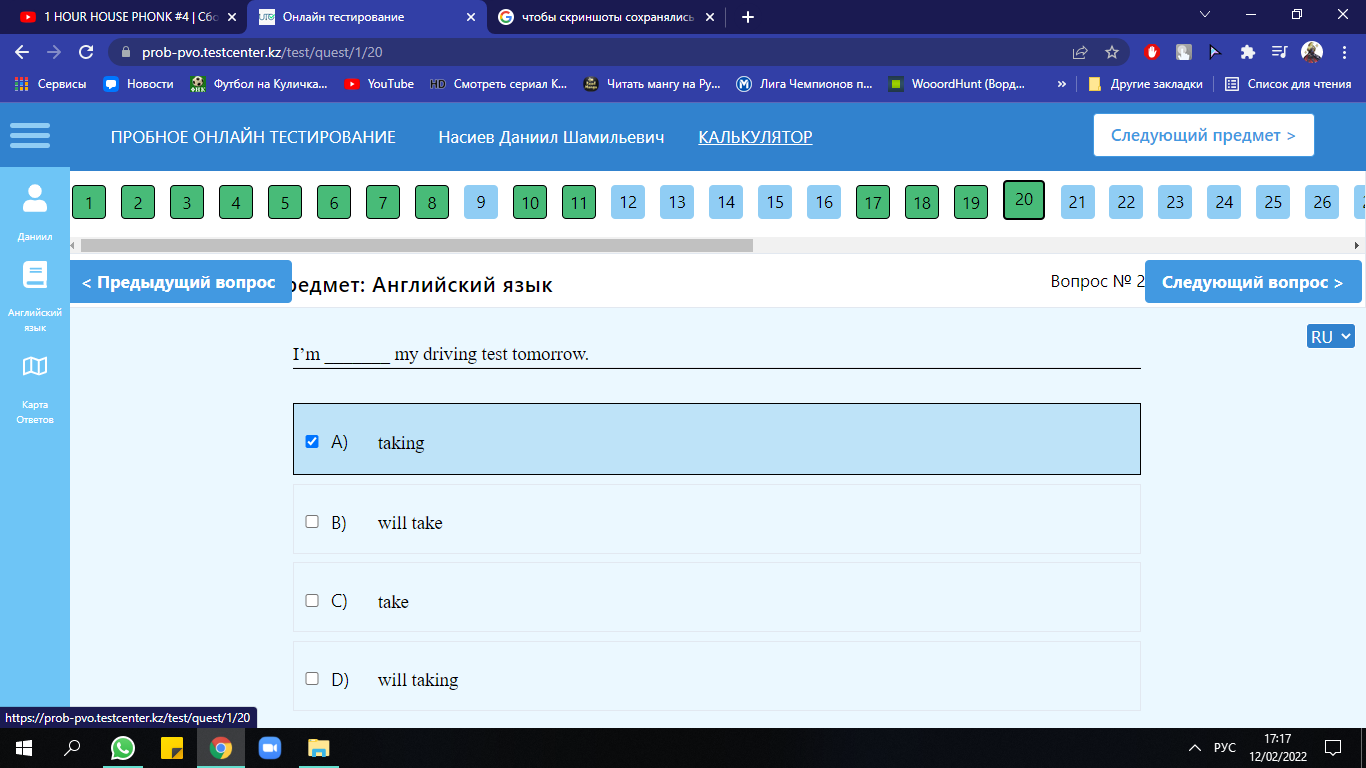 1 HOUR HOUSE PHONK #4 | Сбо
Онлайн тестирование
чтобы скриншоты сохранялись
prob-pvo.testcenter.kz/test/quest/1/20
Сервисы
Новости
Футбол на Куличка...
YouTube
HD Смотреть сериал К...
Читать мангу на Ру...
Лига Чемпионов п...
WooordHunt (Ворд...
»
Другие закладки
Список для чтения
ПРОБНОЕ ОНЛАЙН ТЕСТИРОВАНИЕ
Насиев Даниил Шамильевич
КАЛЬКУЛЯТОР
Следующий предмет >
1 2 3 4 5 6 7 8 9 10 11 12 13 14 15 16 17 18 19 20 21 22 23 24 25 26
Даниил
Английский
язык
Карта
Ответов
< Предыдущий вопрос
редмет: Английский язык
Вопрос № 2
Следующий вопрос >
RU
I’m _______ my driving test tomorrow.
A) taking
B) will take
C) take
D) will taking
https://prob-pvo.testcenter.kz/test/quest/1/20
РУС
17:17
12/02/2022